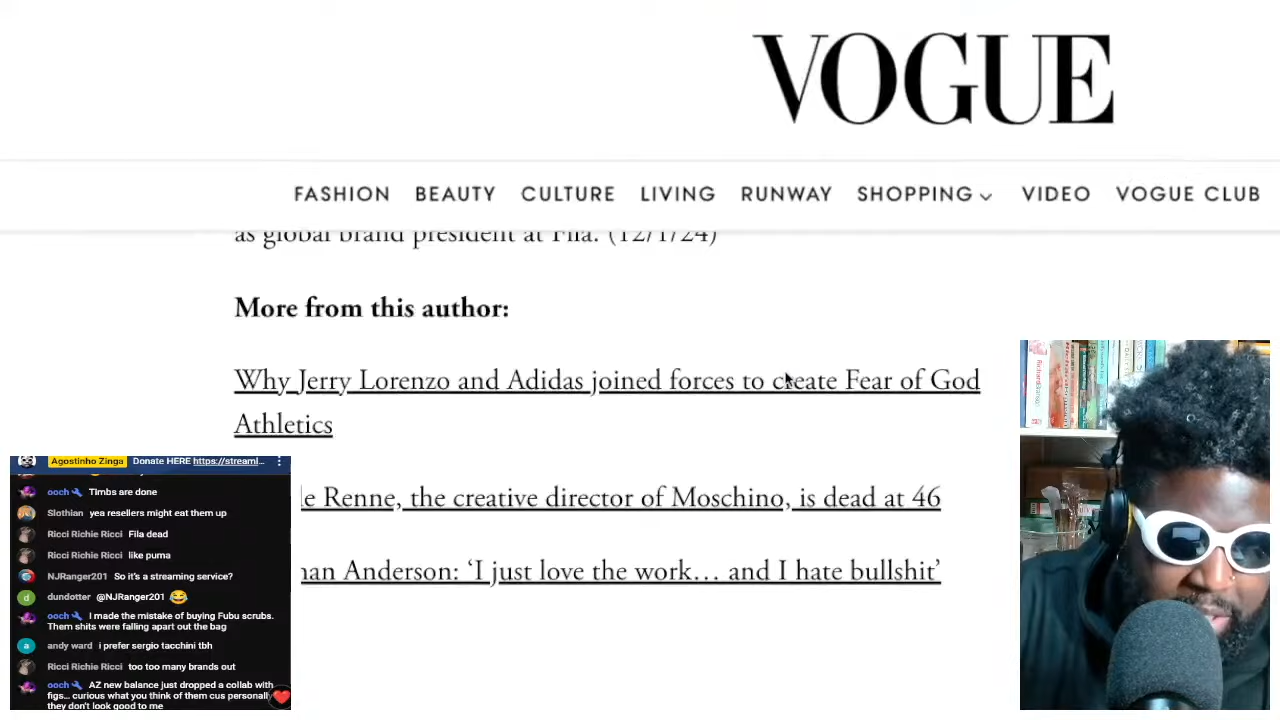 VOGUE
FASHION BEAUTY CULTURE LIVING RUNWAY SHOPPING VIDEO VOGUE CLUB
as global brand president at Fila. (12/1/24)
More from this author:
Why Jerry Lorenzo and Adidas joined forces to create Fear of God
Athletics
le Renne, the creative director of Moschino, is dead at 46
nan Anderson: ‘I just love the work… and I hate bullshit’
Agostinho Zinga Donate HERE https://streaml...
ooch Timbs are done
Slothian yea resellers might eat them up
Ricci Richie Ricci Fila dead
Ricci Richie Ricci like puma
NJRanger201 So it's a streaming service?
d dundotter @NJRanger201
ooch I made the mistake of buying Fubu scrubs.
Them shits were falling apart out the bag
a andy ward i prefer sergio tacchini tbh
Ricci Richie Ricci too too many brands out
ooch AZ new balance just dropped a collab with
figs... curious what you think of them cus personally
they don't look good to me